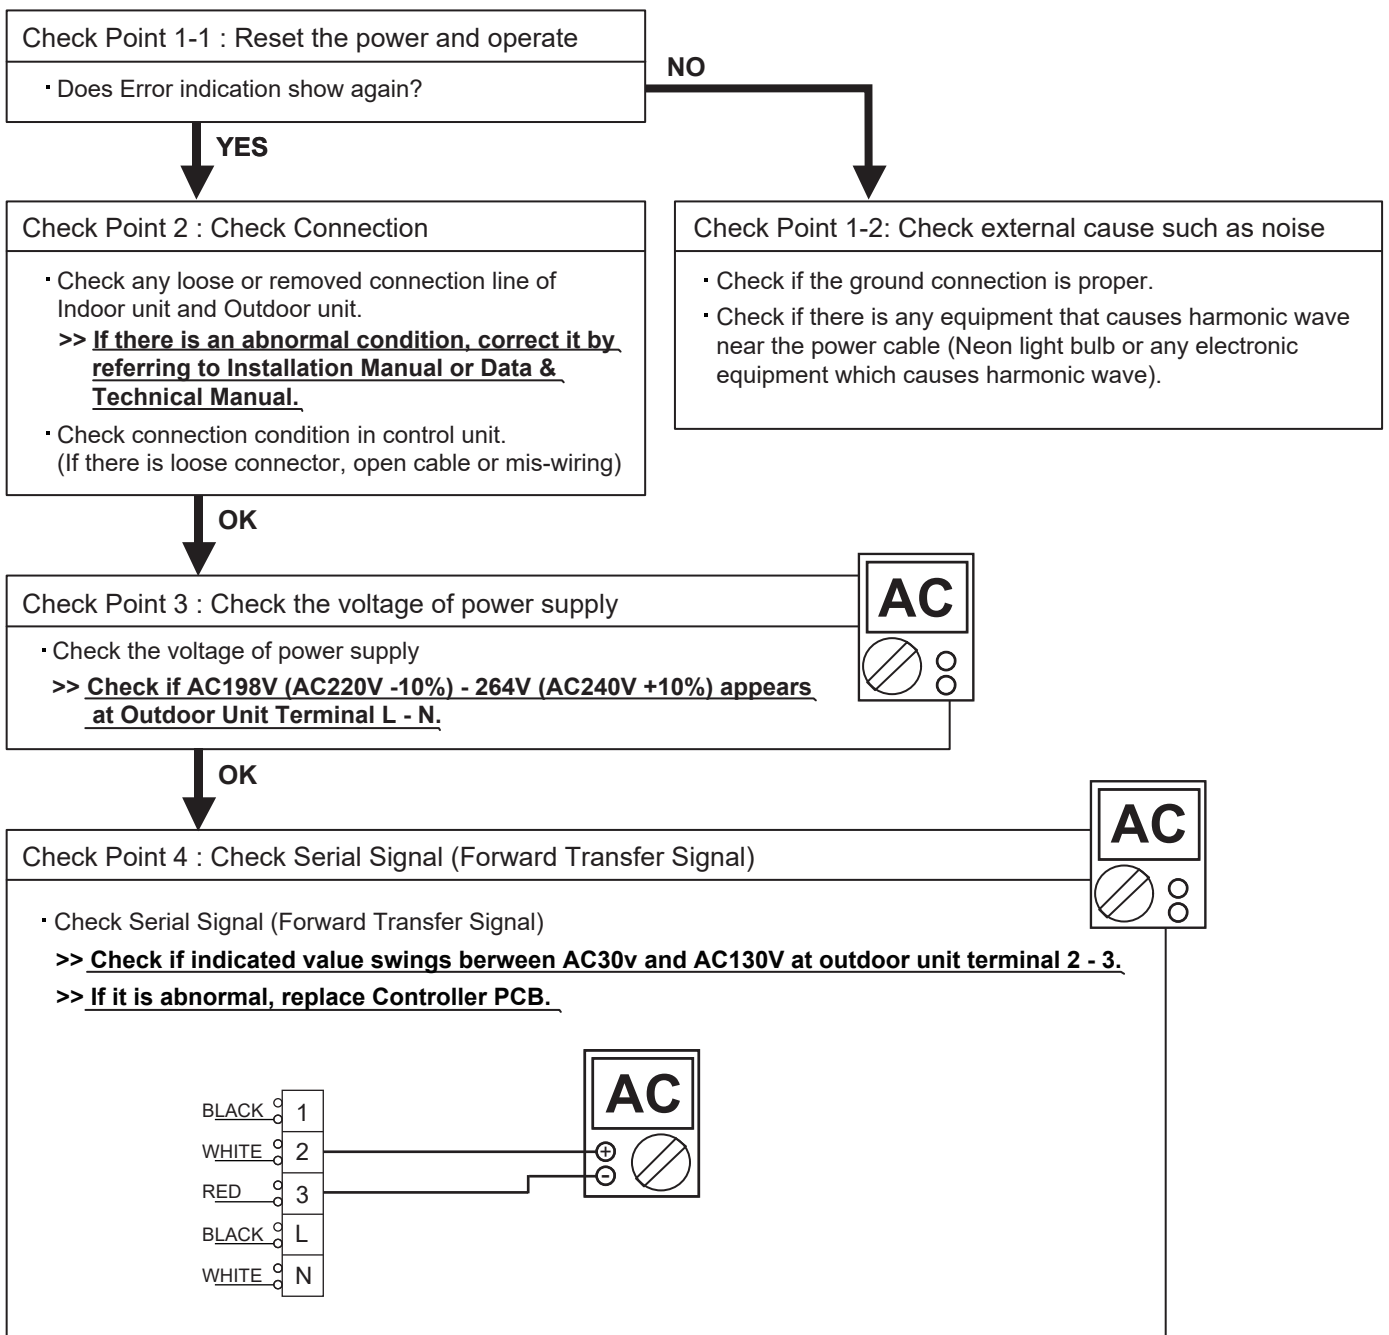 Check Point 1-1 : Reset the power and operate
· Does Error indication show again?
NO
YES
Check Point 2 : Check Connection
· Check any loose or removed connection line of
Indoor unit and Outdoor unit.
>> If there is an abnormal condition, correct it by
referring to Installation Manual or Data &
Technical Manual.
· Check connection condition in control unit.
(If there is loose connector, open cable or mis-wiring)
Check Point 1-2: Check external cause such as noise
· Check if the ground connection is proper.
· Check if there is any equipment that causes harmonic wave
near the power cable (Neon light bulb or any electronic
equipment which causes harmonic wave).
OK
Check Point 3 : Check the voltage of power supply
AC
· Check the voltage of power supply
>> Check if AC198V (AC220V -10%) - 264V (AC240V +10%) appears
at Outdoor Unit Terminal L - N.
OK
Check Point 4 : Check Serial Signal (Forward Transfer Signal)
AC
· Check Serial Signal (Forward Transfer Signal)
>> Check if indicated value swings berween AC30v and AC130V at outdoor unit terminal 2 - 3.
>> If it is abnormal, replace Controller PCB.
AC
BLACK 1
WHITE 2 +
RED 3 -
BLACK L
WHITE N